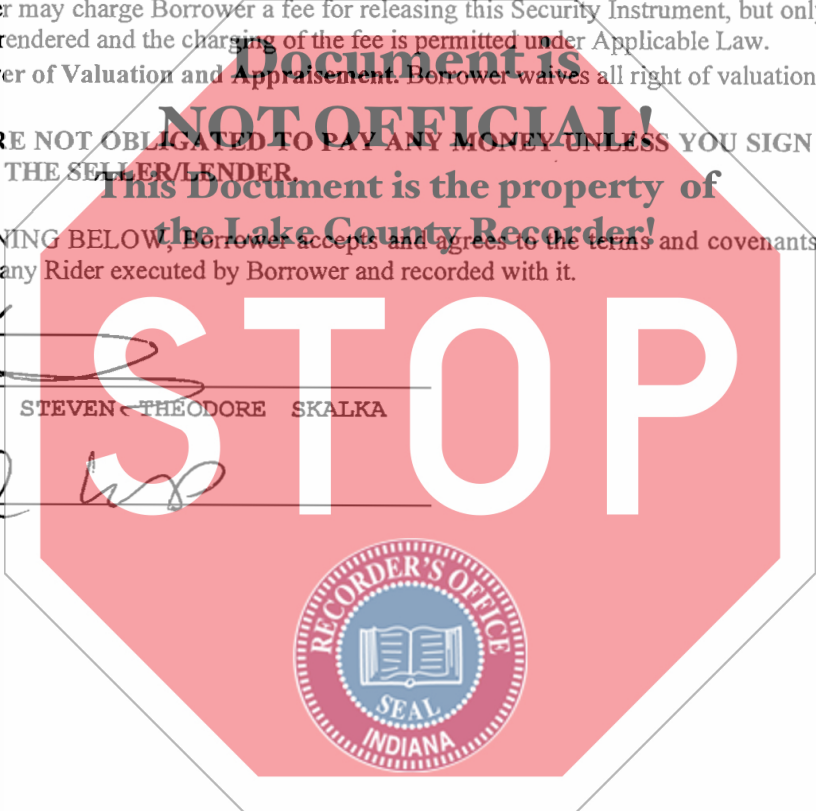 er may charge Borrower a fee for releasing this Security Instrument, but onl
rendered and the charging of the fee is permitted under Applicable Law.
Document is
er of Valuation and Appraisement. Borrower waives all right of valuation
NOT OFFICIAL!
RE NOT OBLIGATED TO PAY ANY MONEY UNLESS YOU SIGN
THE SELLER/LENDER.
This Document is the property of
the Lake County Recorder!
NING BELOW, Borrower accepts and agrees to the terms and covenants
any Rider executed by Borrower and recorded with it.
STOP
STEVEN THEODORE SKALKA
RECORDER'S OFFICE
SEAL
INDIANA